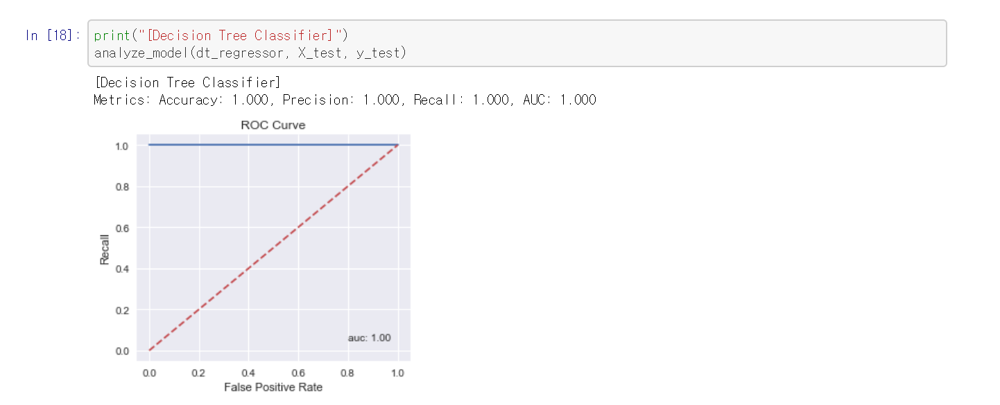 In [18]: print("[Decision Tree Classifier]")
analyze_model(dt_regressor, X_test, y_test)
[Decision Tree Classifier]
Metrics: Accuracy: 1.000, Precision: 1.000, Recall: 1.000, AUC: 1.000
ROC Curve
1.0
0.8
0.6
Recall
0.4
0.2
auc: 1.00
0.0
0.0 0.2 0.4 0.6 0.8 1.0
False Positive Rate